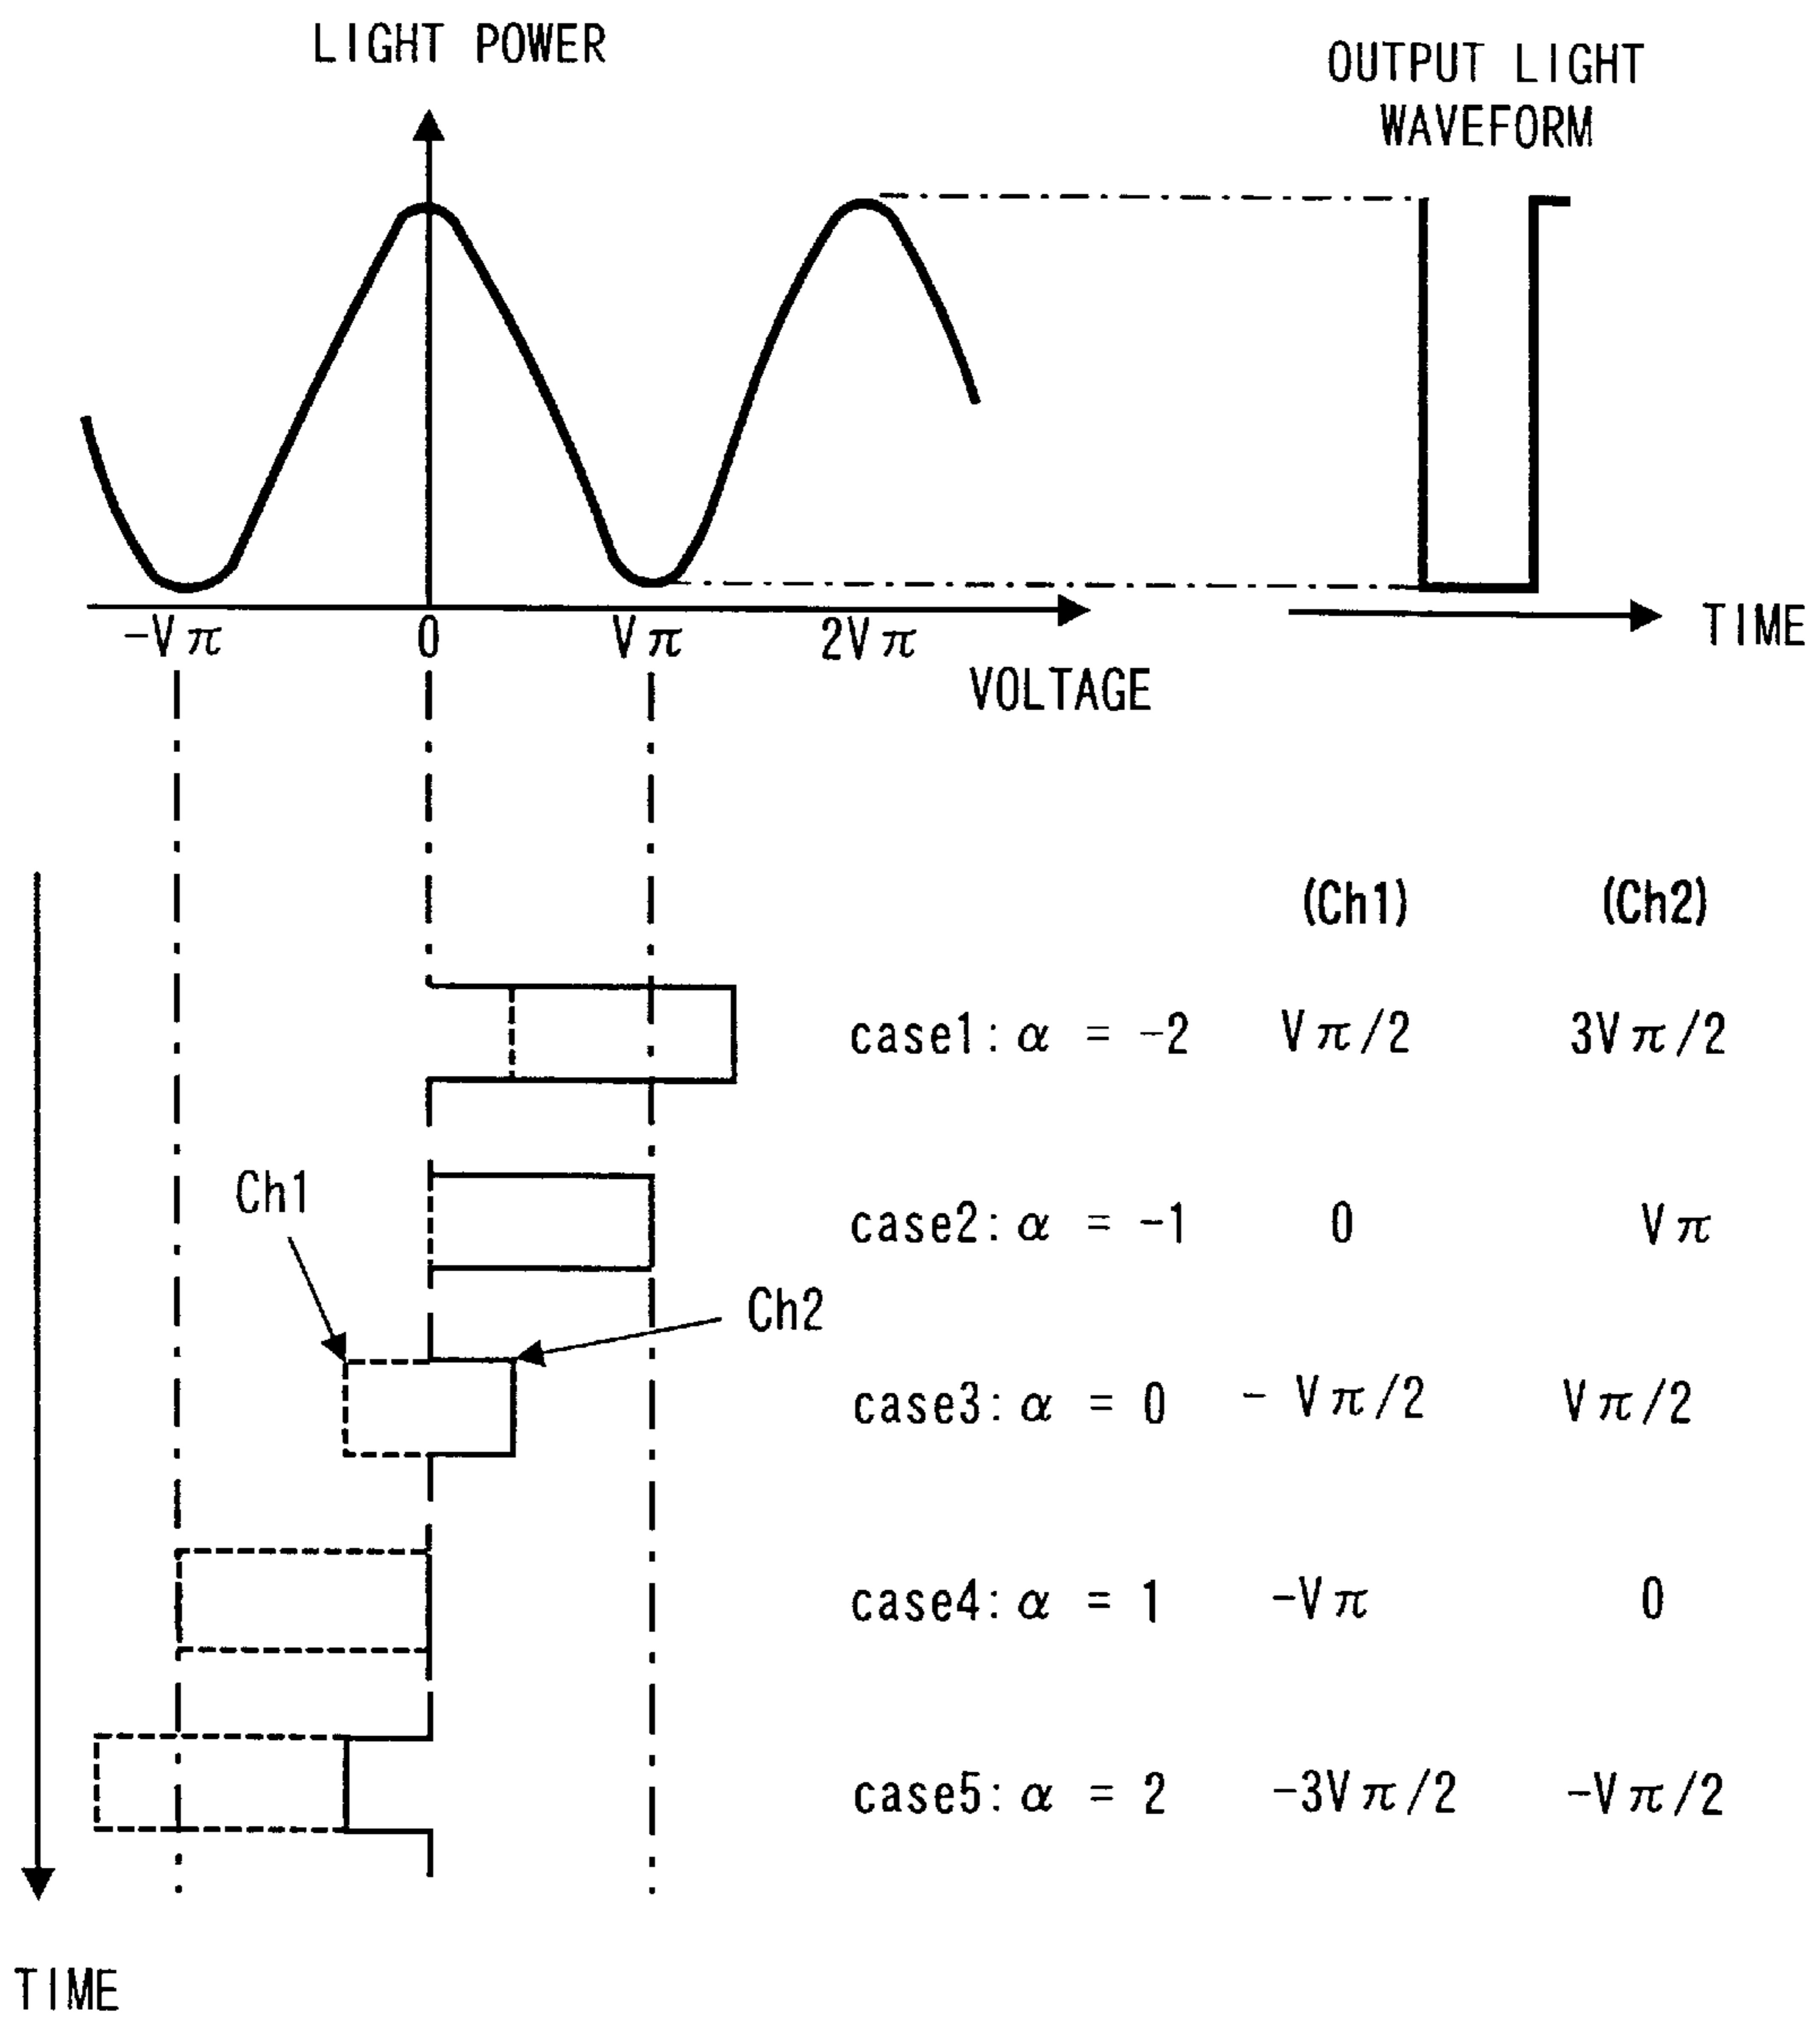 LIGHT POWER
OUTPUT LIGHT
WAVEFORM
-Vπ
0
Vπ
2Vπ
TIME
VOLTAGE
(Ch1) (Ch2)
case1: α = -2 Vπ/2 3Vπ/2
Ch1
case2: α = -1 0 Vπ
Ch2
case3: α = 0 - Vπ/2 Vπ/2
case4: α = 1 -Vπ 0
case5: α = 2 -3Vπ/2 -Vπ/2
TIME